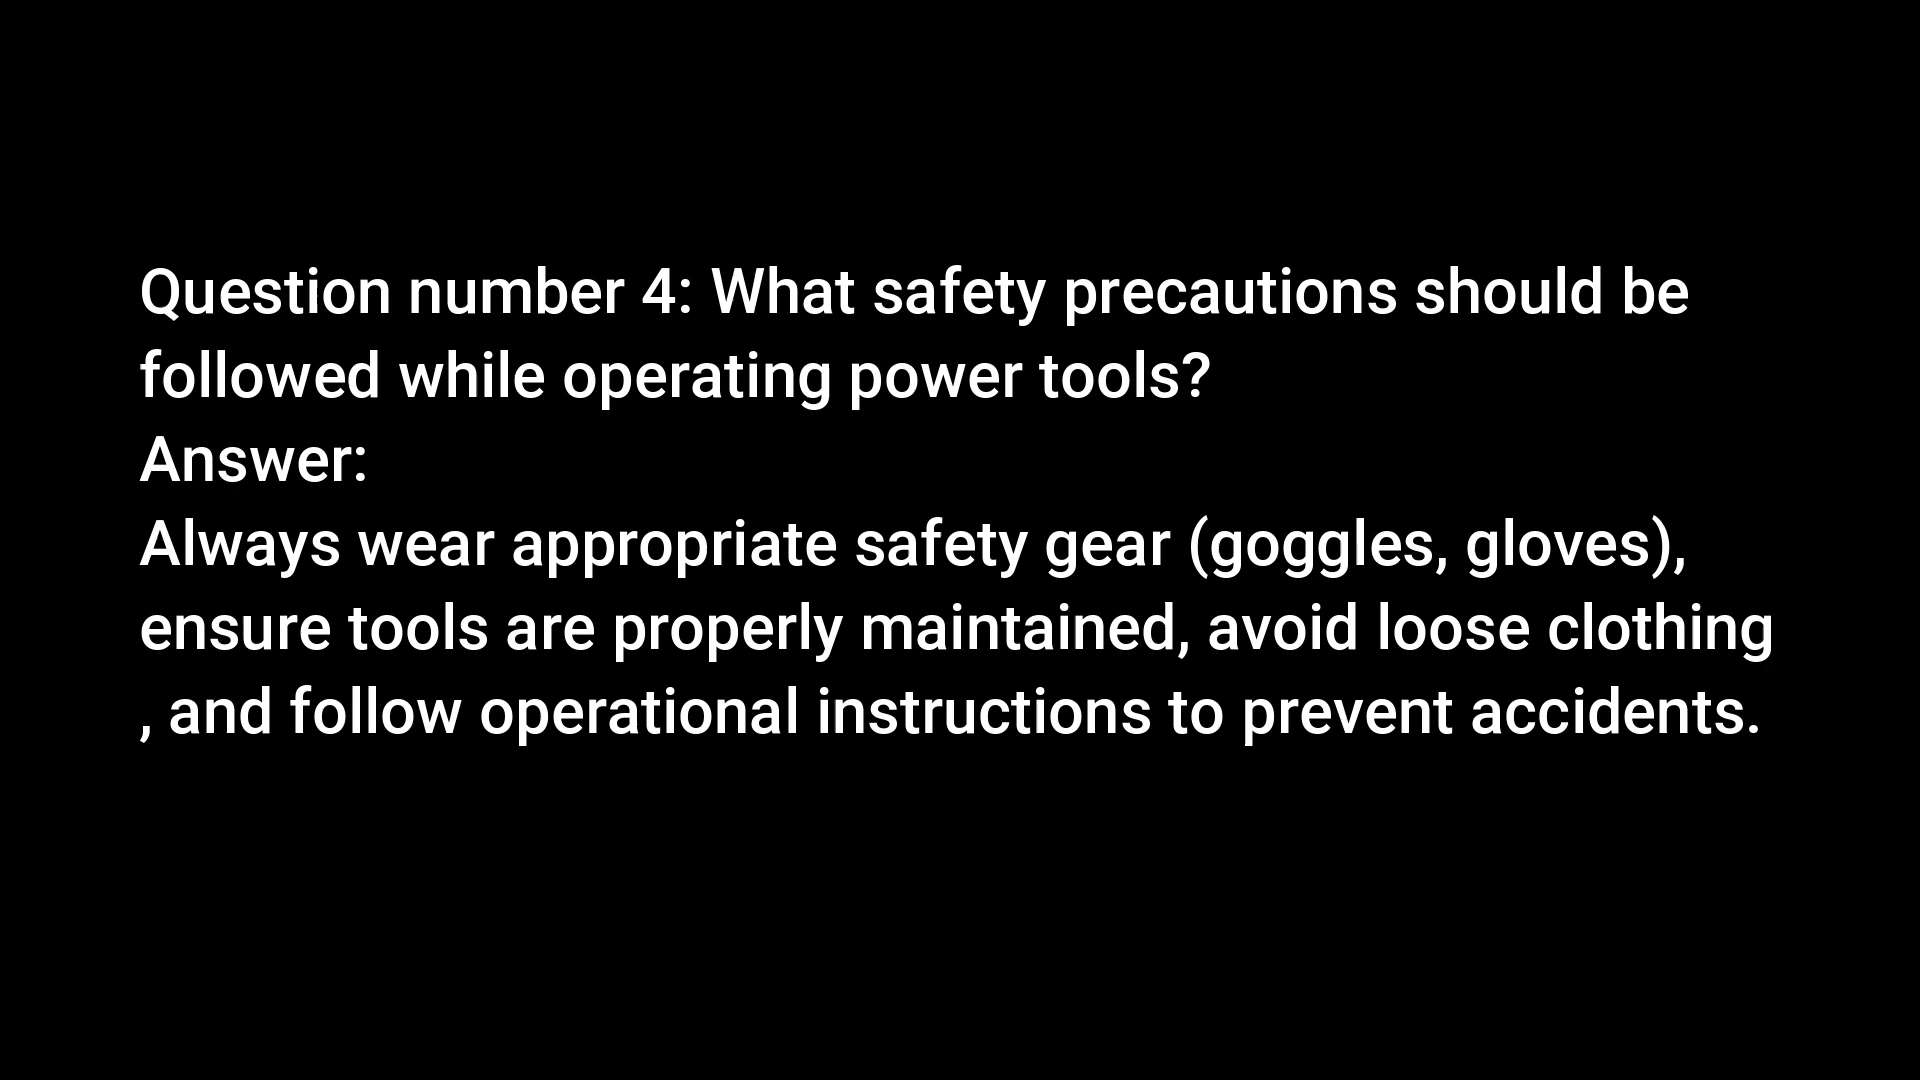 Question number 4: What safety precautions should be
followed while operating power tools?
Answer:
Always wear appropriate safety gear (goggles, gloves),
ensure tools are properly maintained, avoid loose clothing
, and follow operational instructions to prevent accidents.